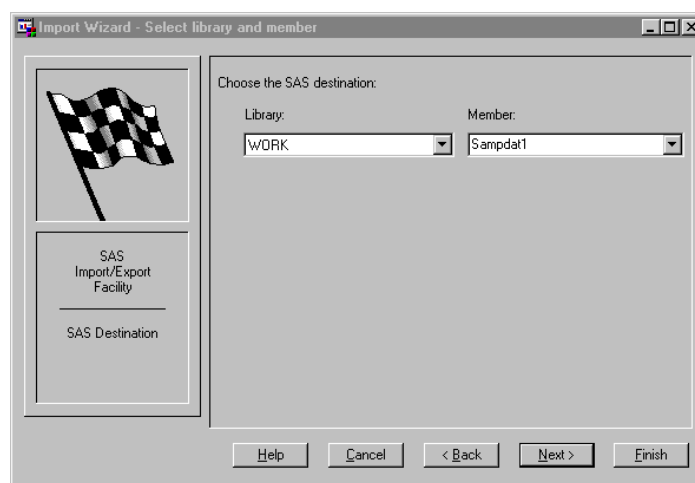 Import Wizard - Select library and member
Choose the SAS destination:
Library:
Member:
WORK
Sampdat1
SAS
Import/Export
Facility
SAS Destination
Help
Cancel
< Back
Next >
Finish